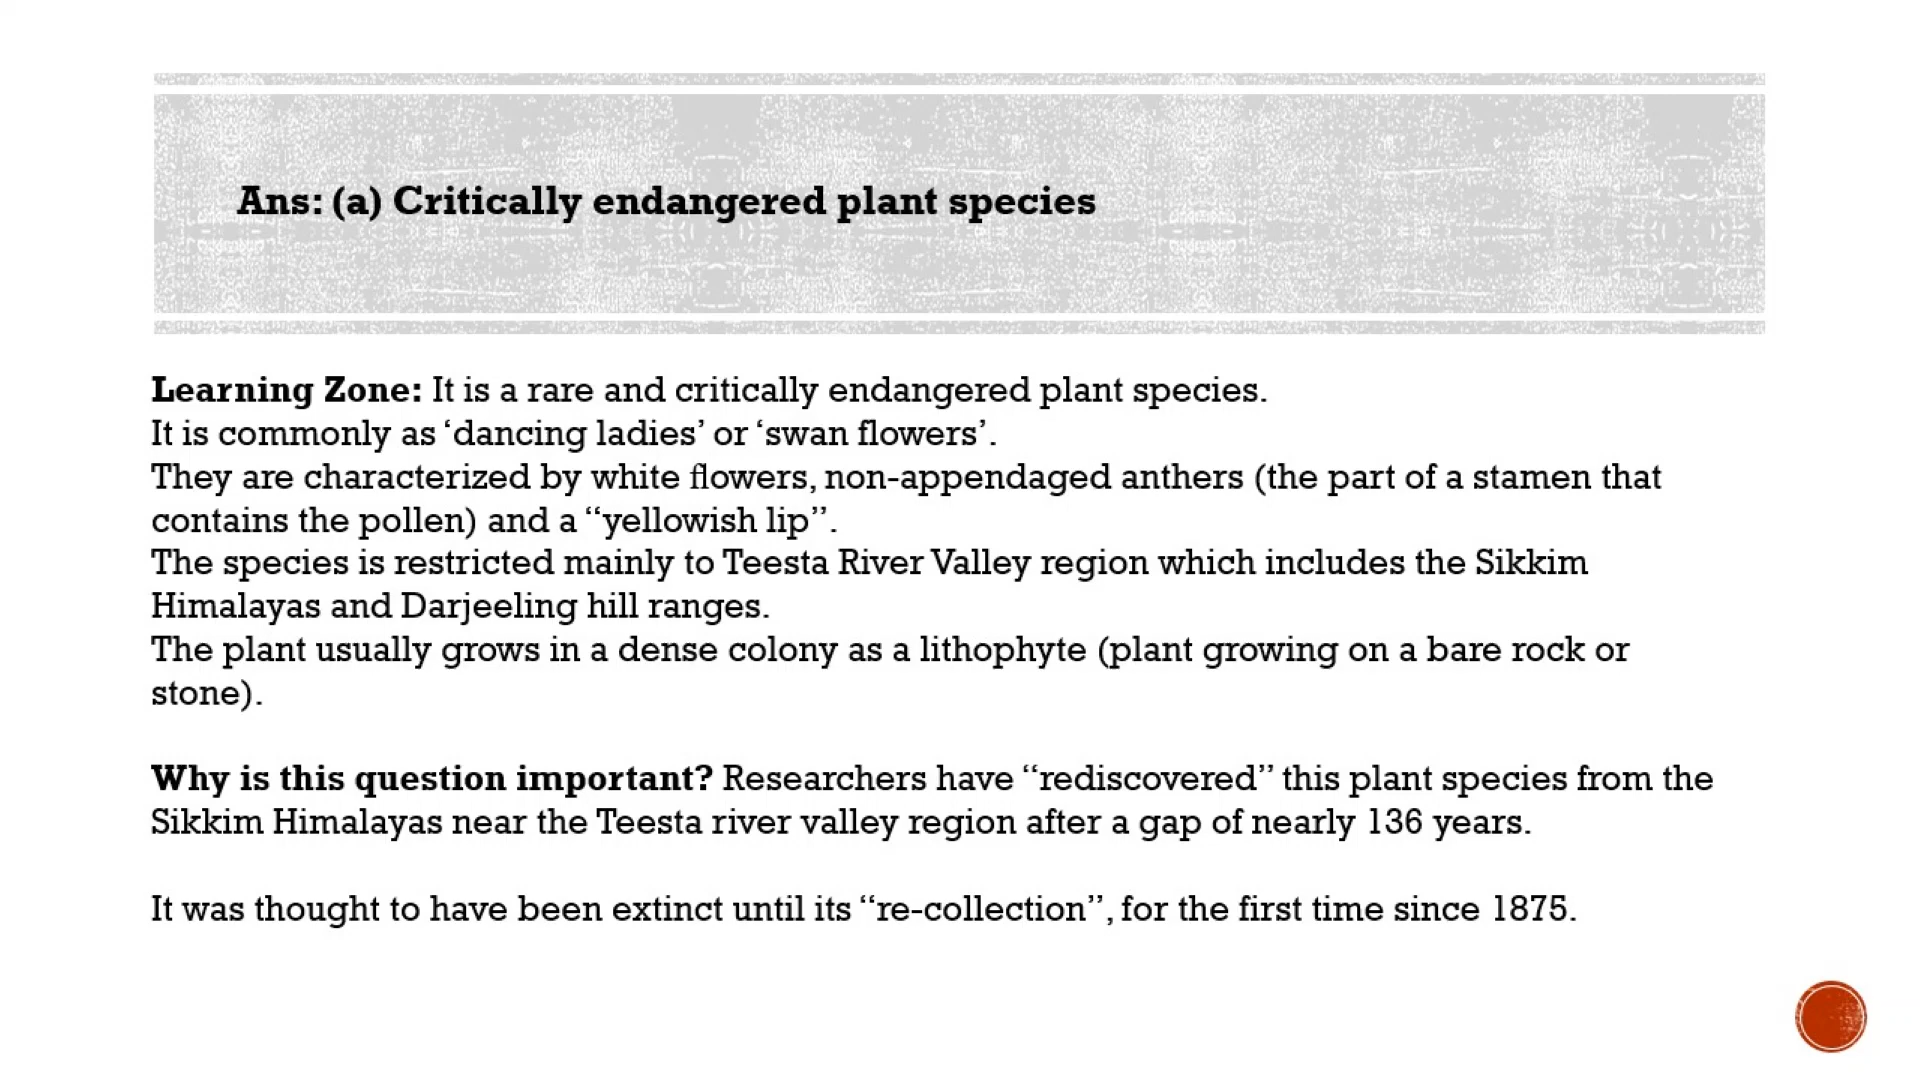 Ans: (a) Critically endangered plant species
Learning Zone: It is a rare and critically endangered plant species.
It is commonly as ‘dancing ladies’ or ‘swan flowers’.
They are characterized by white flowers, non-appendaged anthers (the part of a stamen that
contains the pollen) and a “yellowish lip”.
The species is restricted mainly to Teesta River Valley region which includes the Sikkim
Himalayas and Darjeeling hill ranges.
The plant usually grows in a dense colony as a lithophyte (plant growing on a bare rock or
stone).
Why is this question important? Researchers have “rediscovered” this plant species from the
Sikkim Himalayas near the Teesta river valley region after a gap of nearly 136 years.
It was thought to have been extinct until its “re-collection”, for the first time since 1875.